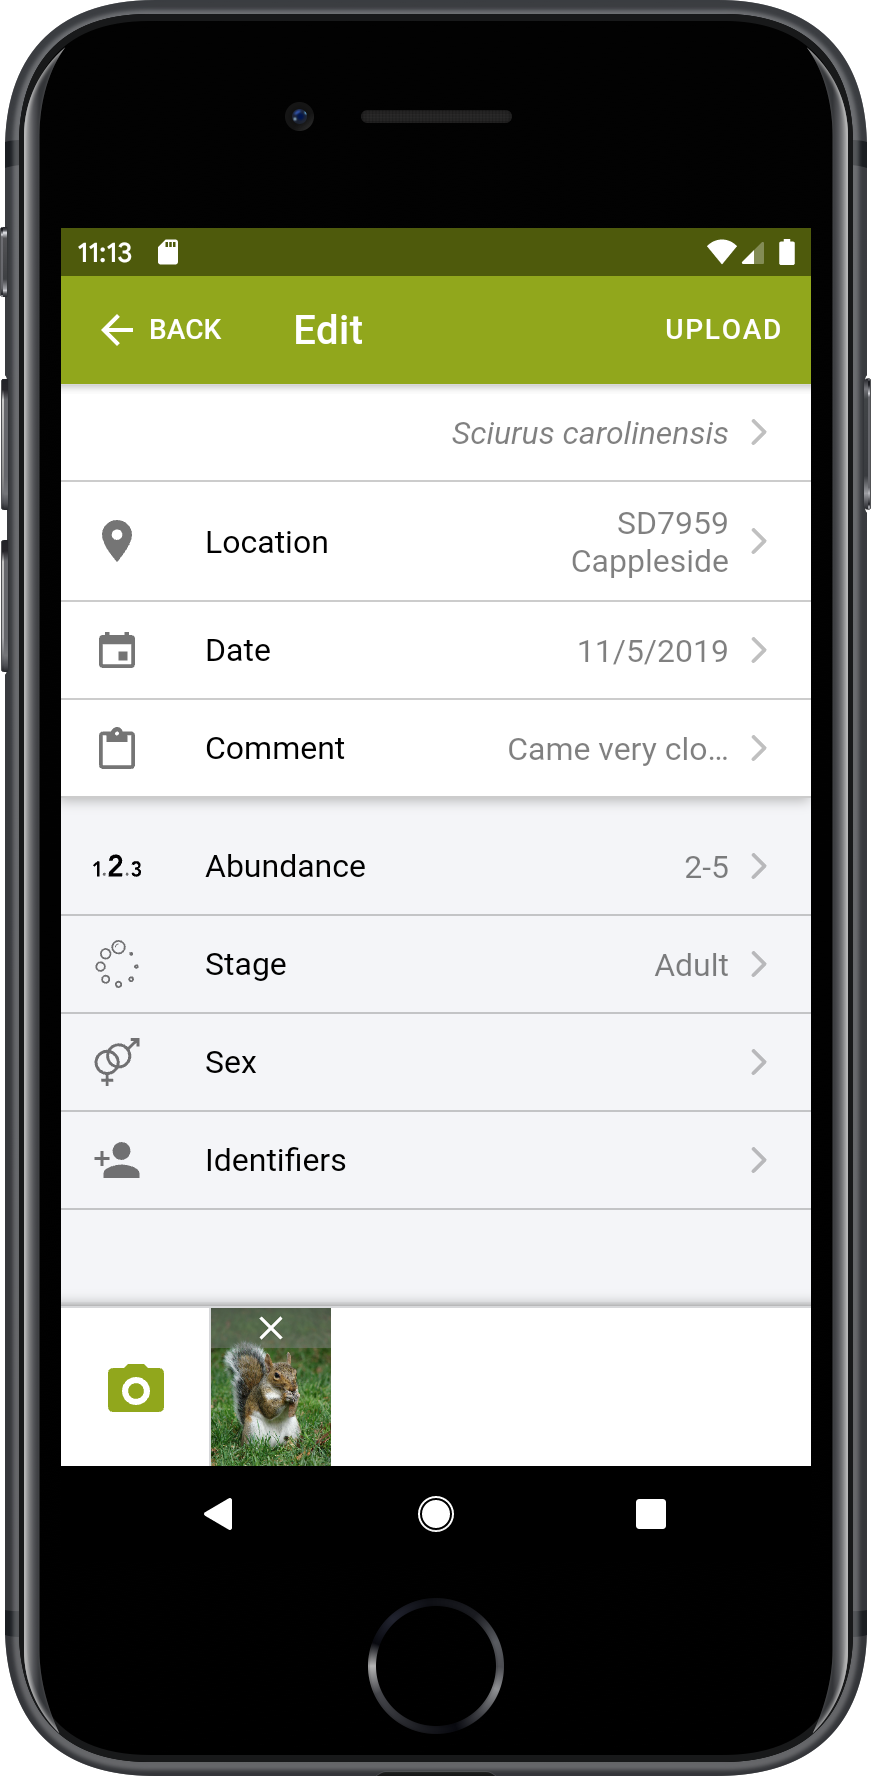 11:13
BACK Edit UPLOAD
Sciurus carolinensis
Location SD7959
Cappleside
Date 11/5/2019
Comment Came very clo...
1.2.3 Abundance 2-5
Stage Adult
Sex
Identifiers